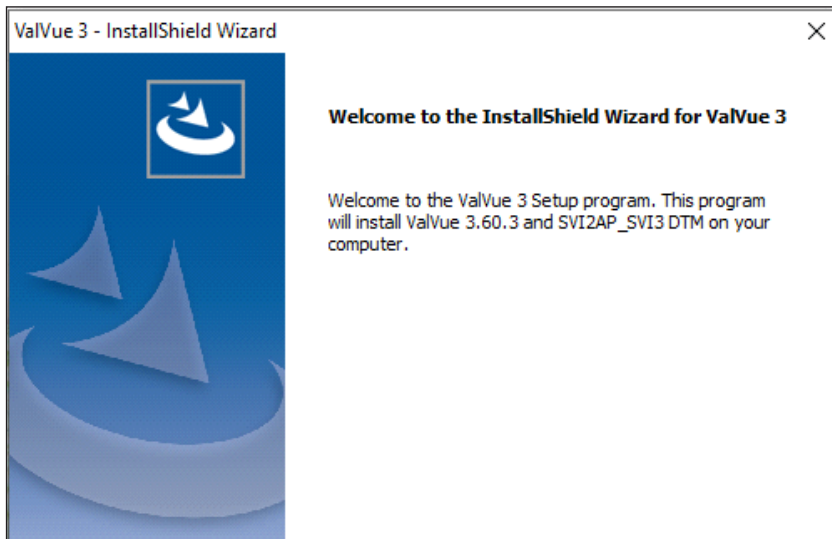 ValVue 3 - InstallShield Wizard
Welcome to the InstallShield Wizard for ValVue 3
Welcome to the ValVue 3 Setup program. This program
will install ValVue 3.60.3 and SVI2AP_SVI3 DTM on your
computer.